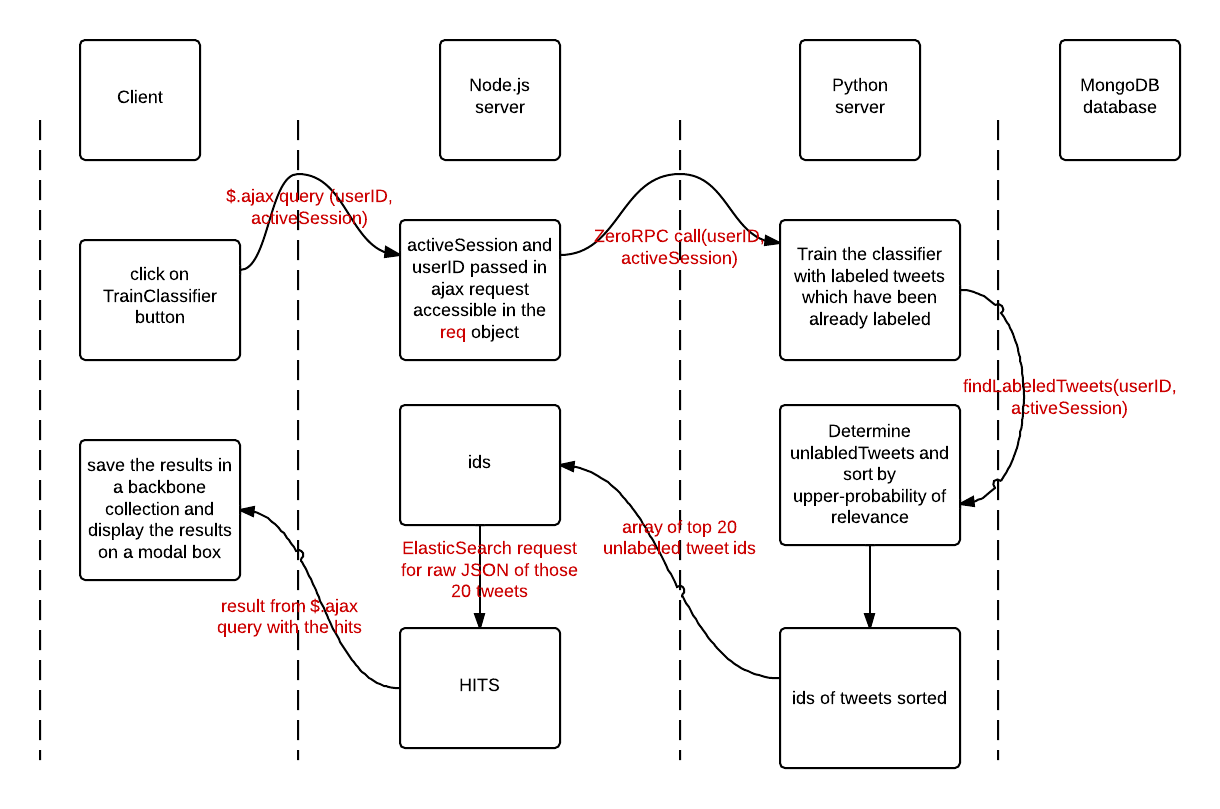 Client
Node.js
server
Python
server
MongoDB
database
$.ajax query (userID,
activeSession)
click on
TrainClassifier
button
activeSession and
userID passed in
ajax request
accessible in the
req object
ZeroRPC call(userID,
activeSession)
Train the classifier
with labeled tweets
which have been
already labeled
findLabeledTweets(userID,
activeSession)
Determine
unlabledTweets and
sort by
upper-probability of
relevance
ids of tweets sorted
array of top 20
unlabeled tweet ids
ids
ElasticSearch request
for raw JSON of those
20 tweets
HITS
result from $.ajax
query with the hits
save the results in
a backbone
collection and
display the results
on a modal box